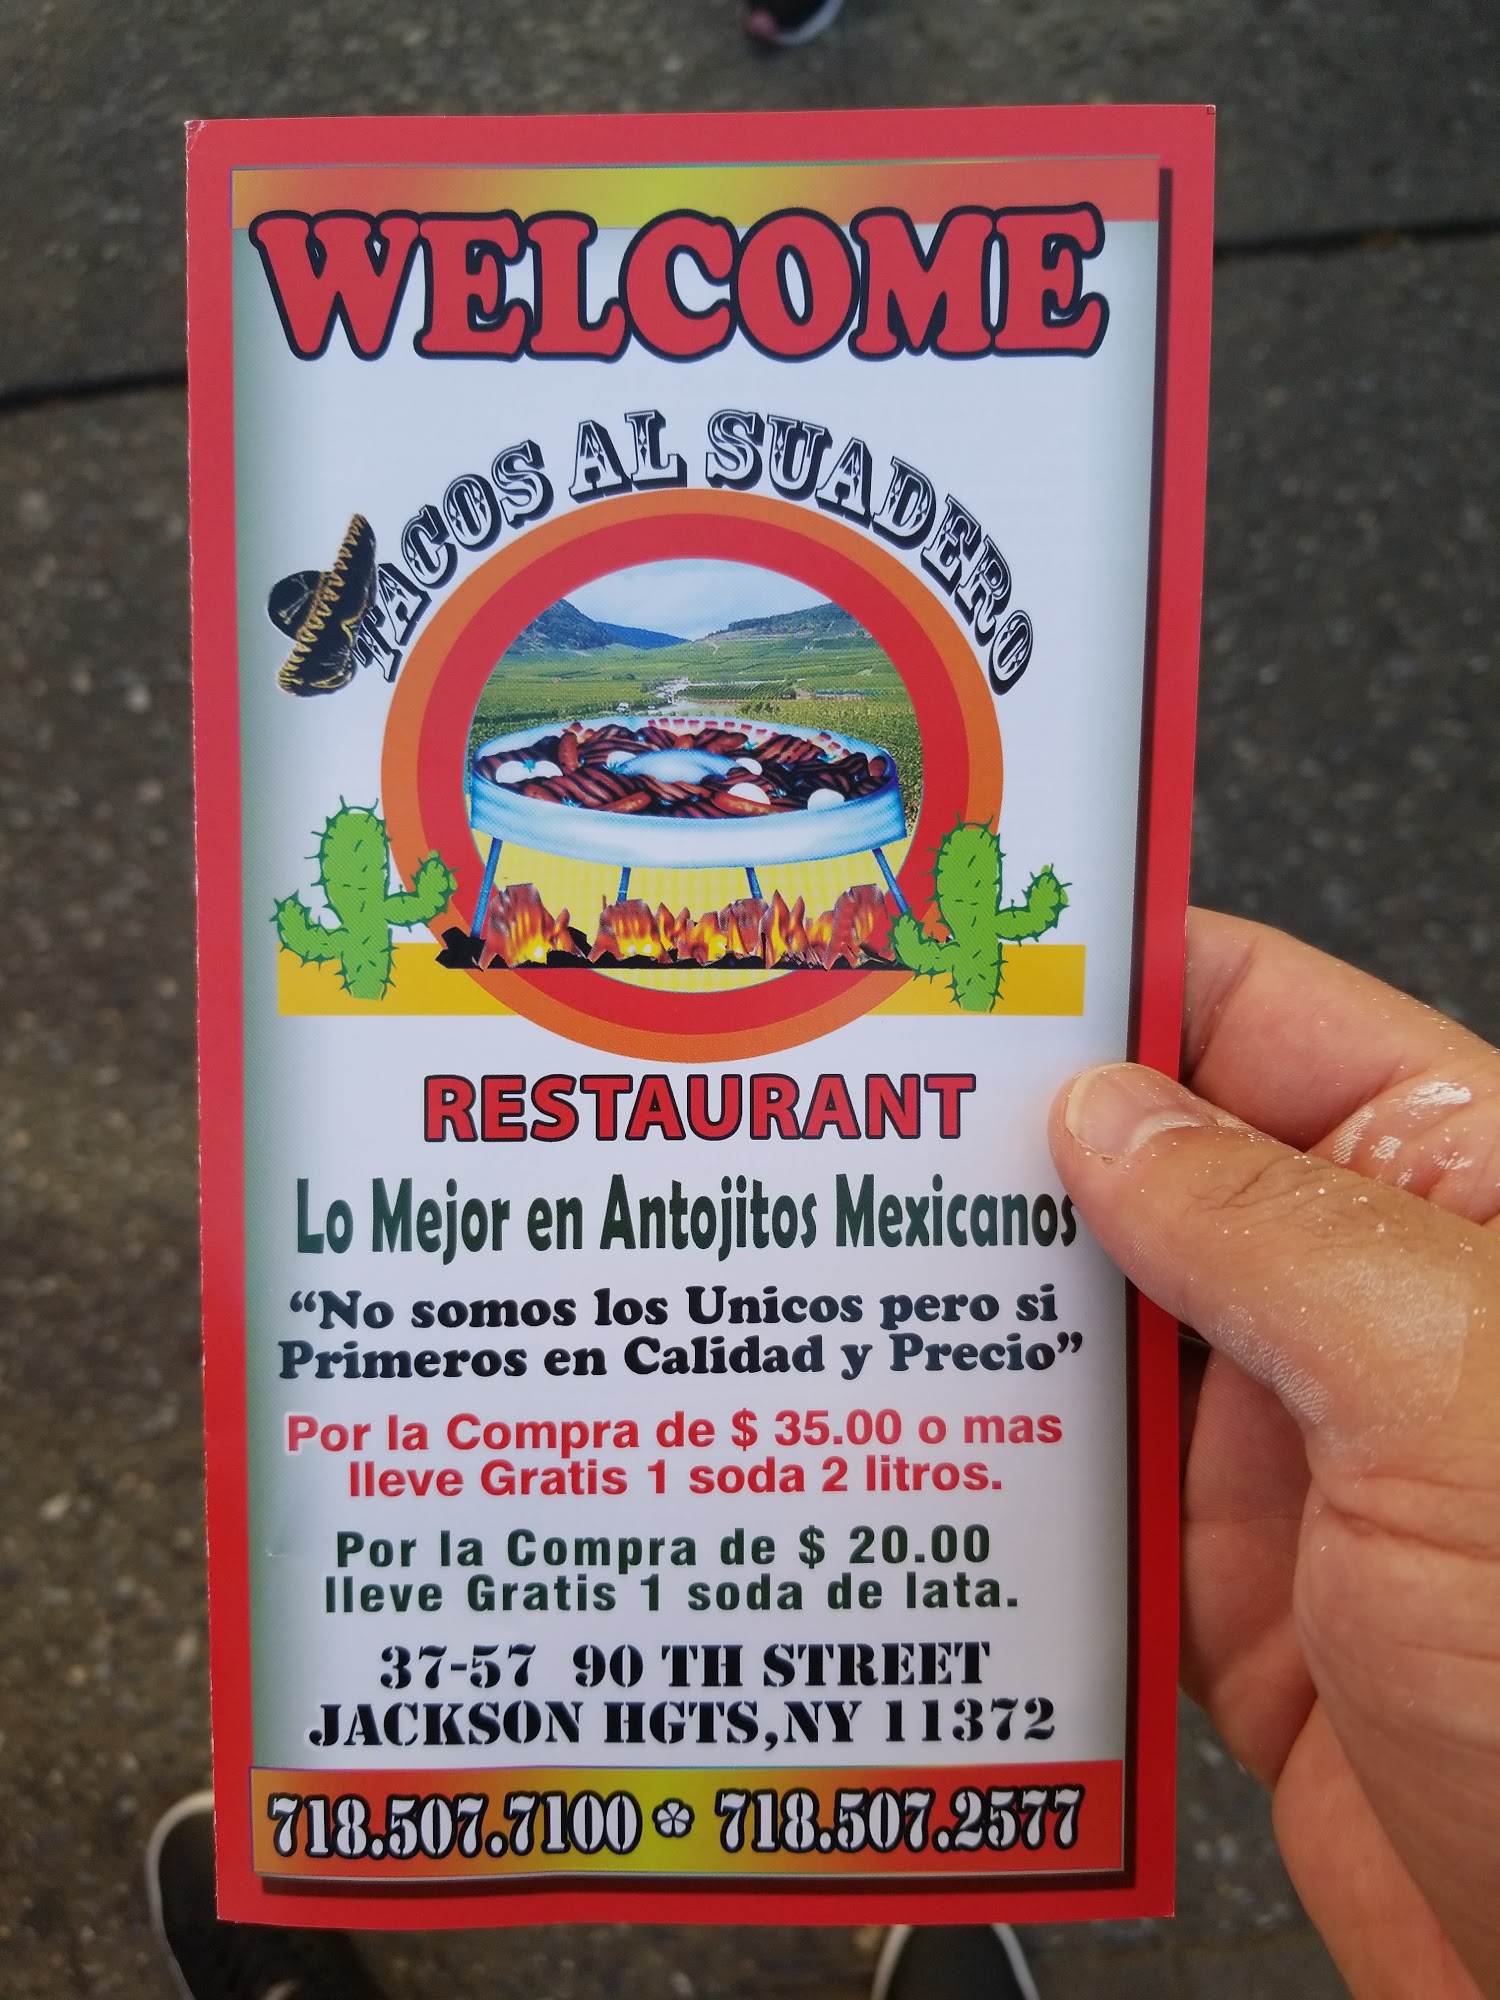 WELCOME
TACOS AL SUADERO
RESTAURANT
Lo Mejor en Antojitos Mexicanos
“No somos los Unicos pero si
Primeros en Calidad y Precio”
Por la Compra de $ 35.00 o mas
lleve Gratis 1 soda 2 litros.
Por la Compra de $ 20.00
lleve Gratis 1 soda de lata.
37-57 90 TH STREET
JACKSON HGTS,NY 11372
718.507.7100 718.507.2577